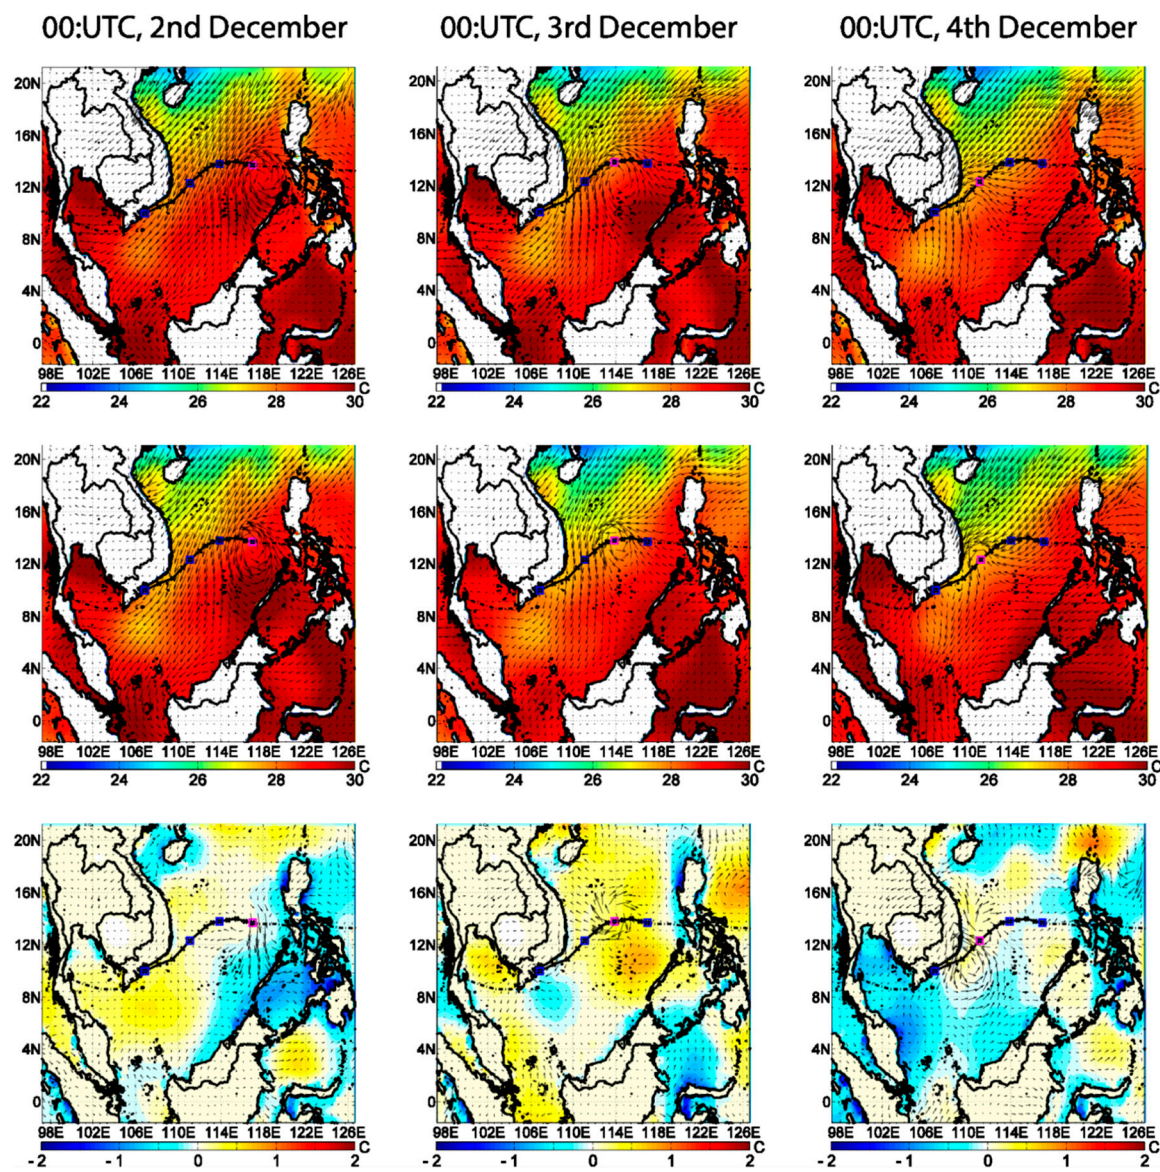 00:UTC, 2nd December 00:UTC, 3rd December 00:UTC, 4th December
20N 20N 20N
16N 16N 16N
12N 12N 12N
8N 8N 8N
4N 4N 4N
0 0 0
98E 102E 106E 110E 114E 118E 122E 126E 98E 102E 106E 110E 114E 118E 122E 126E 98E 102E 106E 110E 114E 118E 122E 126E
22 24 26 28 30 C 22 24 26 28 30 C 22 24 26 28 30 C
20N 20N 20N
16N 16N 16N
12N 12N 12N
8N 8N 8N
4N 4N 4N
0 0 0
98E 102E 106E 110E 114E 118E 122E 126E 98E 102E 106E 110E 114E 118E 122E 126E 98E 102E 106E 110E 114E 118E 122E 126E
22 24 26 28 30 C 22 24 26 28 30 C 22 24 26 28 30 C
20N 20N 20N
16N 16N 16N
12N 12N 12N
8N 8N 8N
4N 4N 4N
0 0 0
98E 102E 106E 110E 114E 118E 122E 126E 98E 102E 106E 110E 114E 118E 122E 126E 98E 102E 106E 110E 114E 118E 122E 126E
-2 -1 0 1 2 C -2 -1 0 1 2 C -2 -1 0 1 2 C